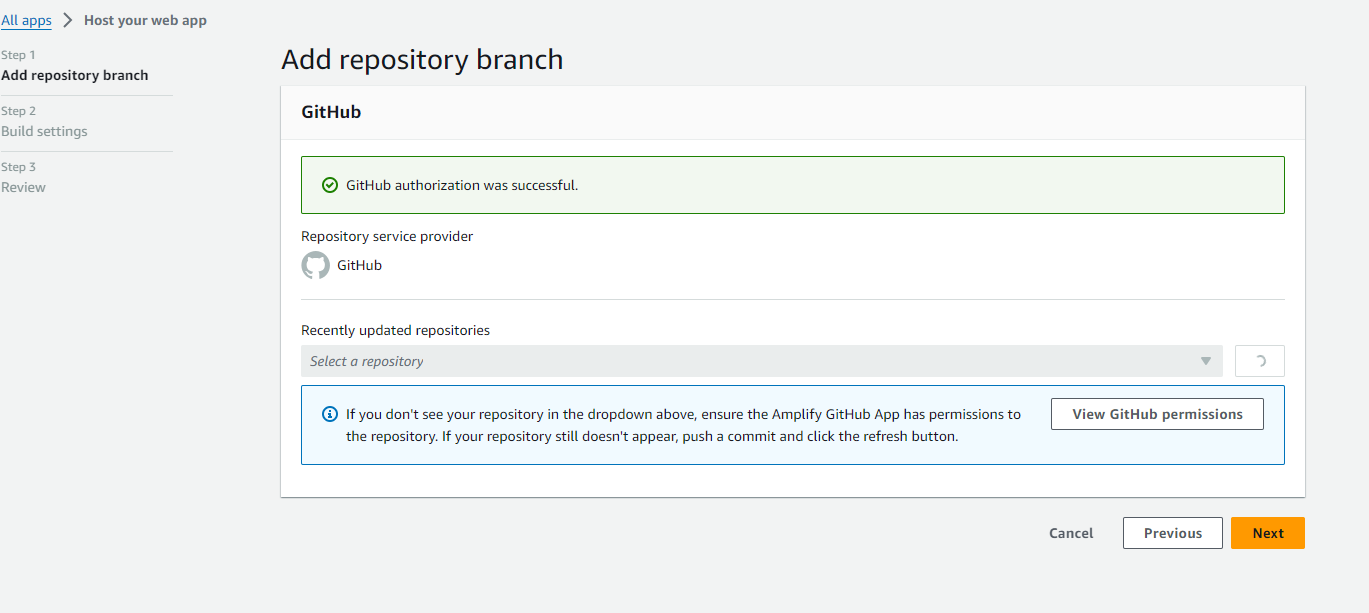 All apps > Host your web app
Step 1
Add repository branch
Step 2
Build settings
Step 3
Review
Add repository branch
GitHub
GitHub authorization was successful.
Repository service provider
GitHub
Recently updated repositories
Select a repository
If you don't see your repository in the dropdown above, ensure the Amplify GitHub App has permissions to
the repository. If your repository still doesn't appear, push a commit and click the refresh button.
View GitHub permissions
Cancel
Previous
Next